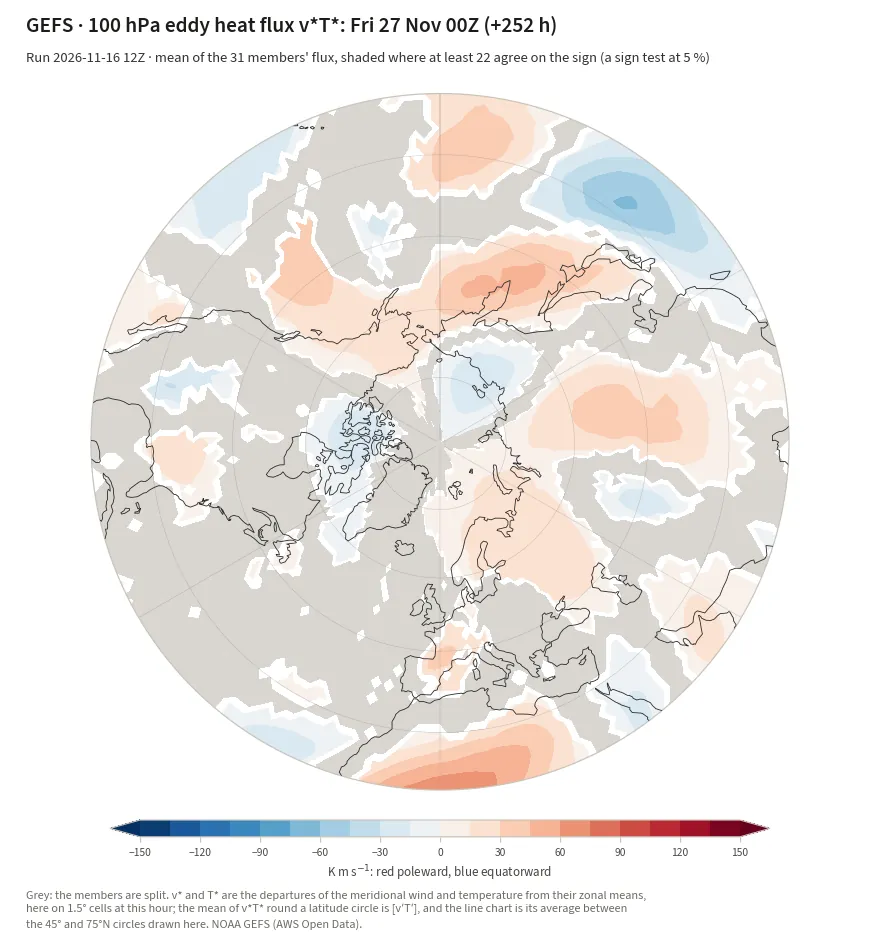 GEFS · 100 hPa eddy heat flux v*T*: Fri 27 Nov 00Z (+252 h)
Run 2026-11-16 12Z · mean of the 31 members' flux, shaded where at least 22 agree on the sign (a sign test at 5 %)
−150 −120 −90 −60 −30 0 30 60 90 120 150
K m s⁻¹: red poleward, blue equatorward
Grey: the members are split. v* and T* are the departures of the meridional wind and temperature from their zonal means,
here on 1.5° cells at this hour; the mean of v*T* round a latitude circle is [v'T'], and the line chart is its average between
the 45° and 75°N circles drawn here. NOAA GEFS (AWS Open Data).